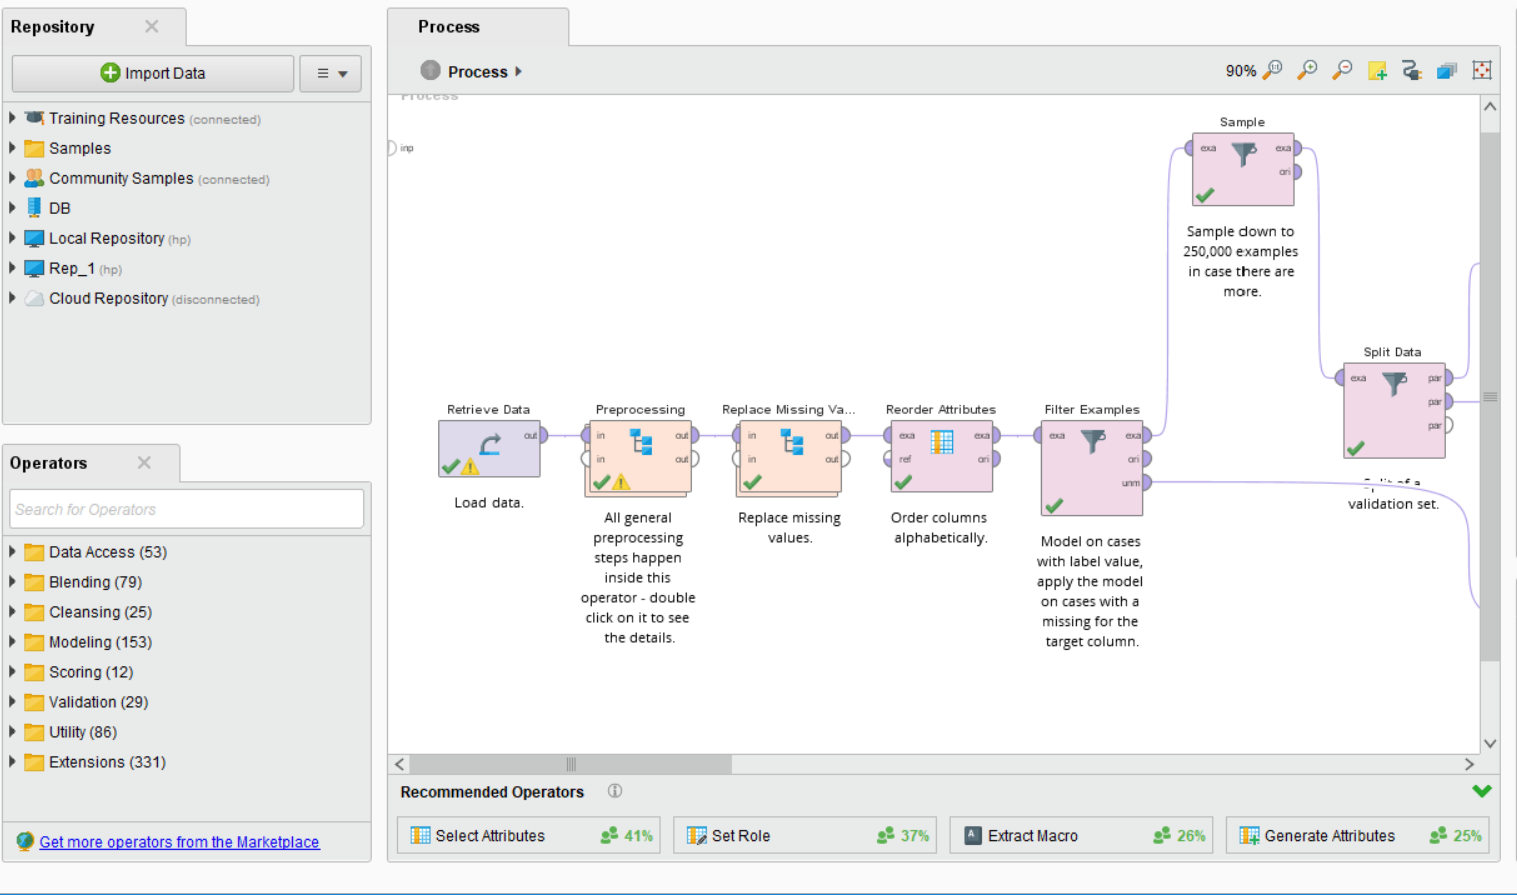 Repository
Import Data
Training Resources (connected)
Samples
Community Samples (connected)
DB
Local Repository (hp)
Rep_1 (hp)
Cloud Repository (disconnected)
Operators
Search for Operators
Data Access (53)
Blending (79)
Cleansing (25)
Modeling (153)
Scoring (12)
Validation (29)
Utility (86)
Extensions (331)
Get more operators from the Marketplace
Process
Process
90%
Process
inp
Sample
exa exa
ori
Sample down to
250,000 examples
in case there are
more.
Split Data
exa par
par
par
Split of a
validation set.
Retrieve Data
out
Load data.
Preprocessing
in out
in out
All general
preprocessing
steps happen
inside this
operator - double
click on it to see
the details.
Replace Missing Va...
in out
in out
Replace missing
values.
Reorder Attributes
exa exa
ref ori
Order columns
alphabetically.
Filter Examples
exa exa
ori
unm
Model on cases
with label value,
apply the model
on cases with a
missing for the
target column.
Recommended Operators
Select Attributes 41%
Set Role 37%
Extract Macro 26%
Generate Attributes 25%